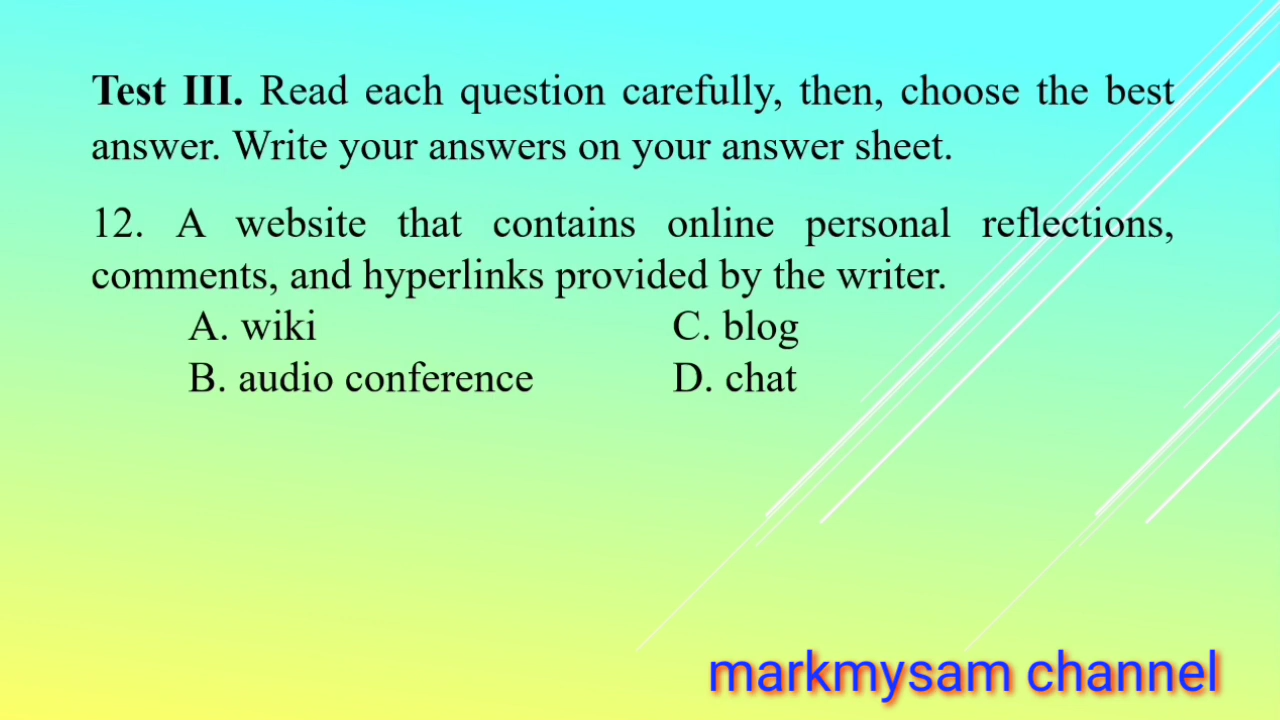 Test III. Read each question carefully, then, choose the best
answer. Write your answers on your answer sheet.
12. A website that contains online personal reflections,
comments, and hyperlinks provided by the writer.
A. wiki
C. blog
B. audio conference
D. chat
markmysam channel